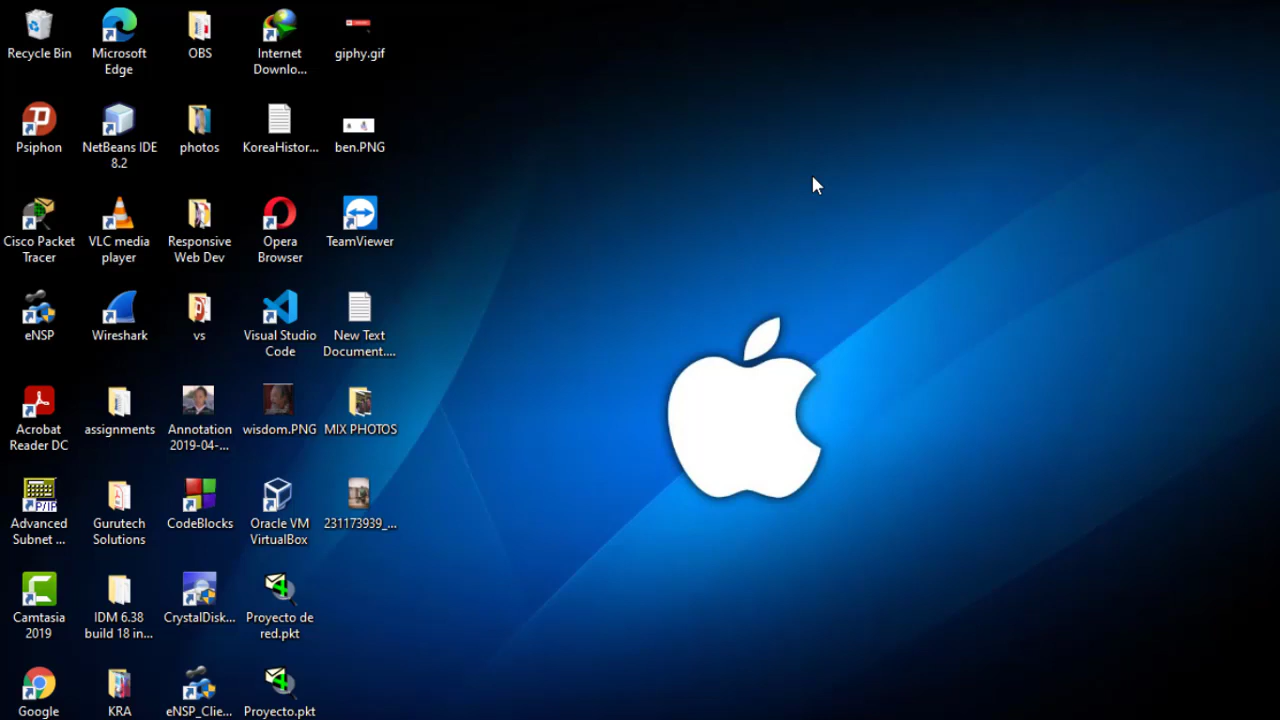 Recycle Bin
Microsoft
Edge
OBS
Internet
Downlo...
giphy.gif
Psiphon
NetBeans IDE
8.2
photos
KoreaHistor...
ben.PNG
Cisco Packet
Tracer
VLC media
player
Responsive
Web Dev
Opera
Browser
TeamViewer
eNSP
Wireshark
vs
Visual Studio
Code
New Text
Document....
Acrobat
Reader DC
assignments
Annotation
2019-04-...
wisdom.PNG
MIX PHOTOS
Advanced
Subnet ...
Gurutech
Solutions
CodeBlocks
Oracle VM
VirtualBox
231173939_...
Camtasia
2019
IDM 6.38
build 18 in...
CrystalDisk...
Proyecto de
red.pkt
Google
KRA
eNSP_Clie...
Proyecto.pkt